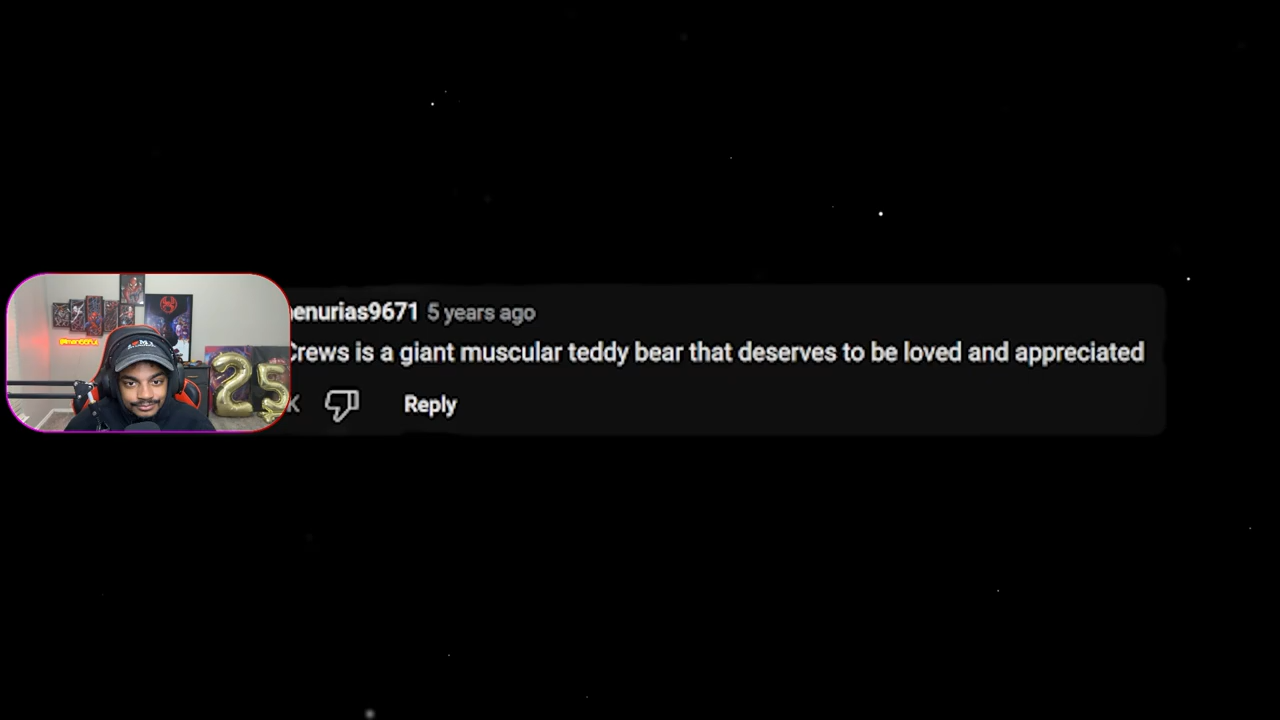 enurias9671 5 years ago
Crews is a giant muscular teddy bear that deserves to be loved and appreciated
K Reply
25